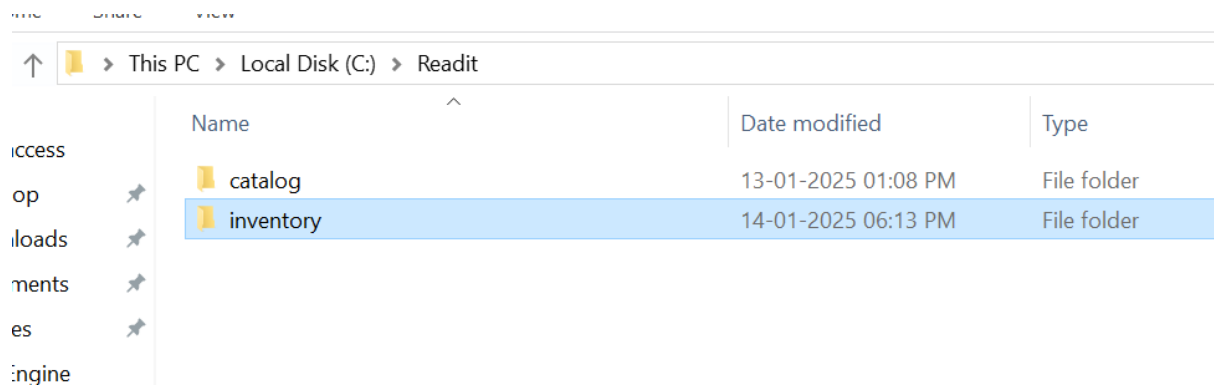 This PC > Local Disk (C:) > Readit
Name Date modified Type
ccess
catalog 13-01-2025 01:08 PM File folder
op
inventory 14-01-2025 06:13 PM File folder
loads
ments
es
Engine